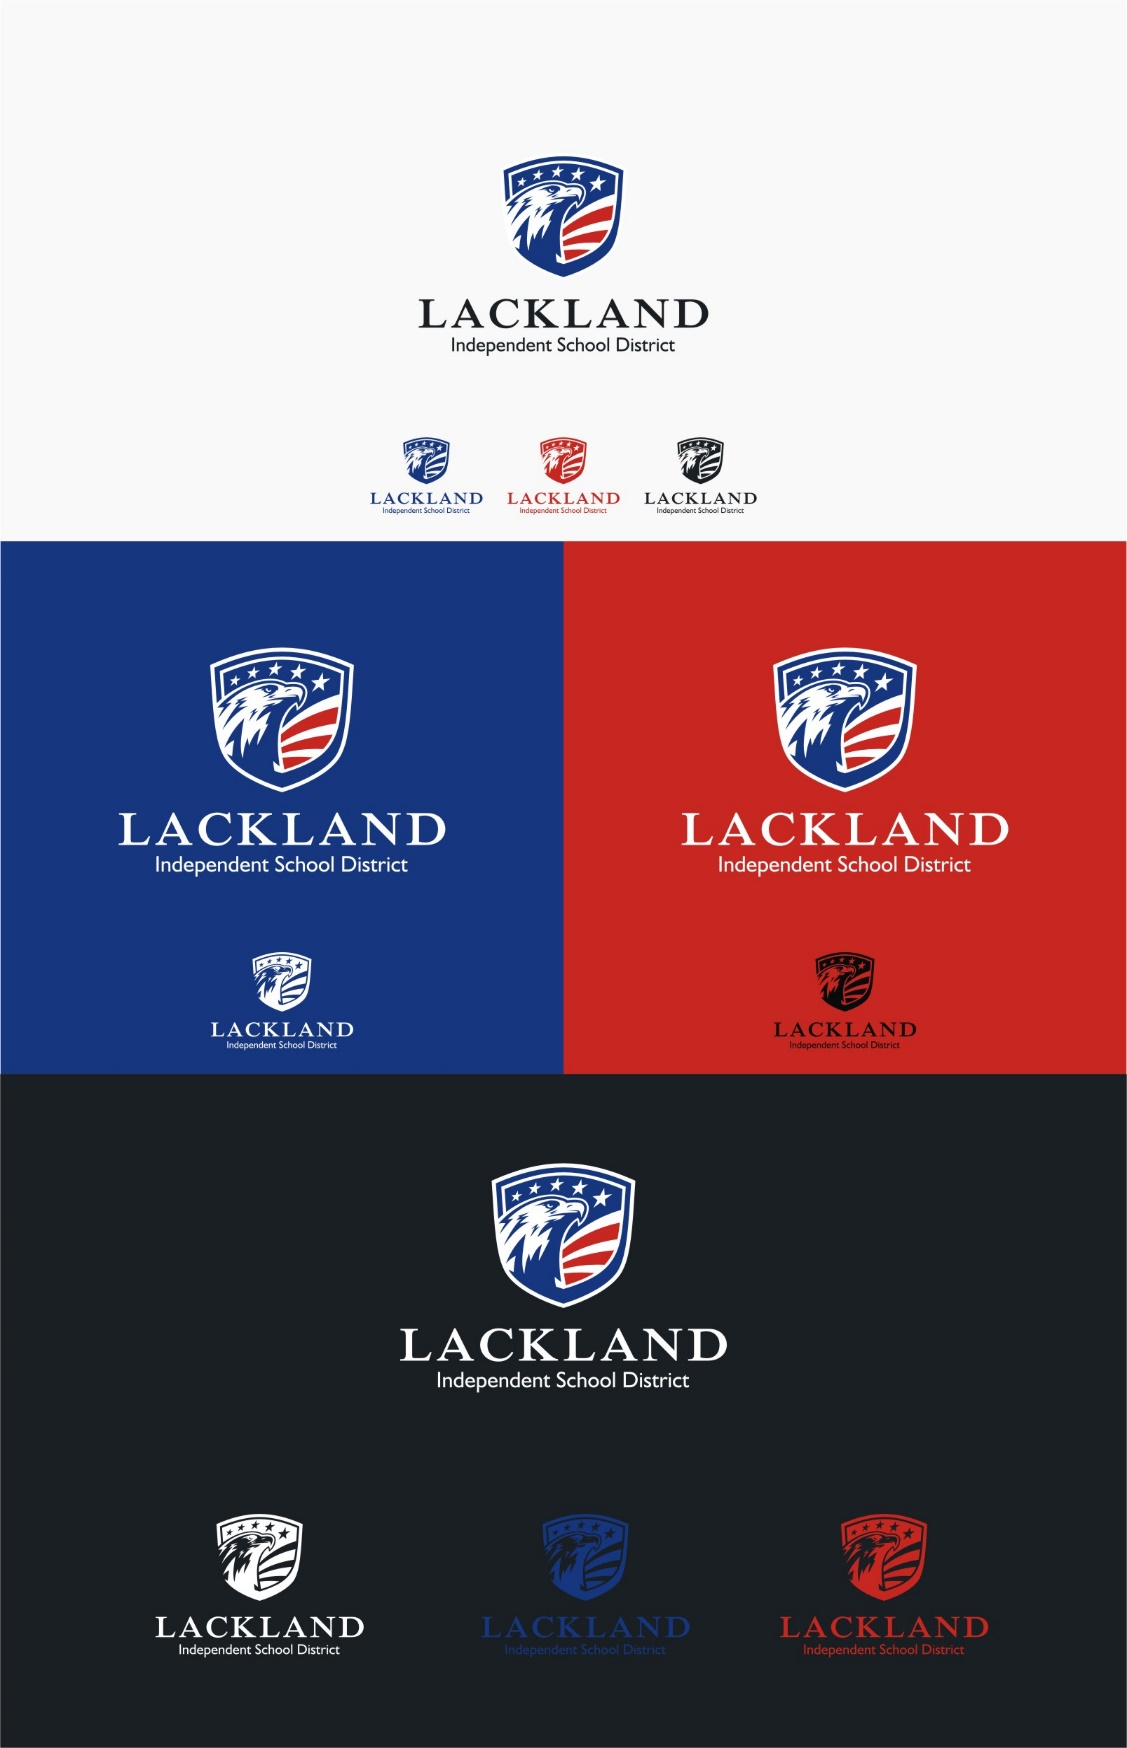 LACKLAND
Independent School District
LACKLAND LACKLAND LACKLAND
Independent School District Independent School District Independent School District
LACKLAND
Independent School District
LACKLAND
Independent School District
LACKLAND
Independent School District
LACKLAND
Independent School District
LACKLAND
Independent School District
LACKLAND LACKLAND LACKLAND
Independent School District Independent School District Independent School District